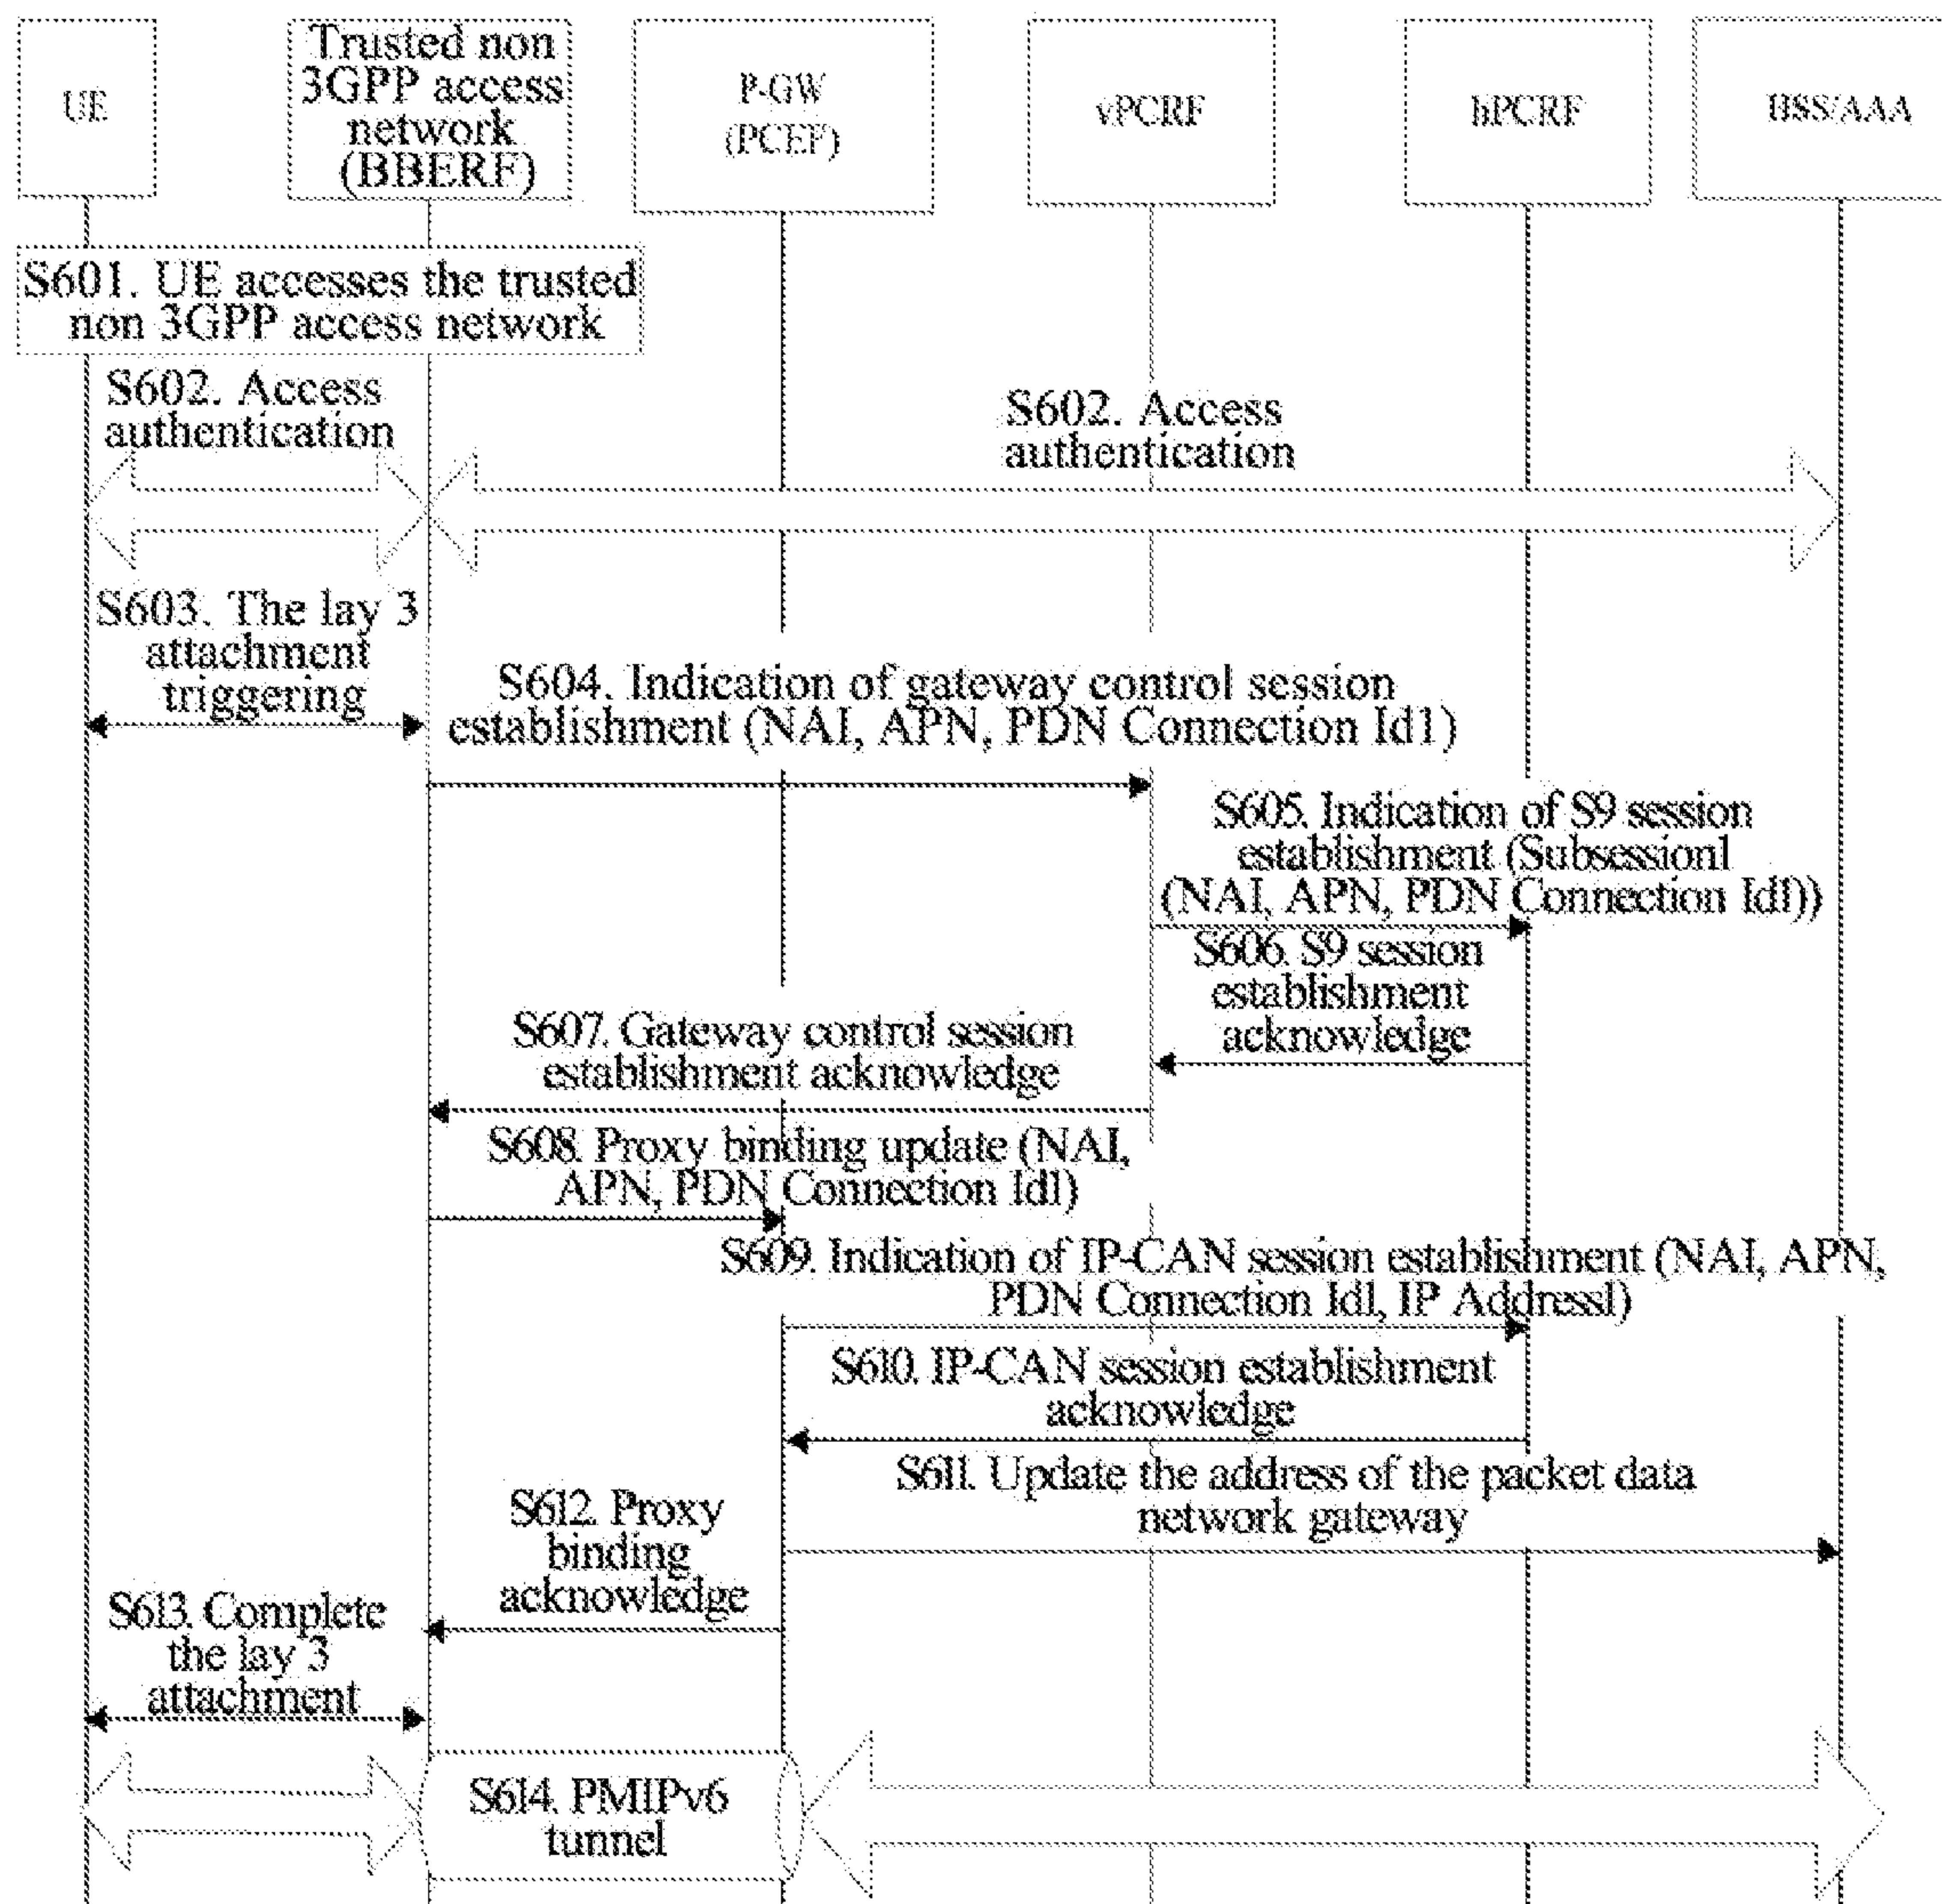 UE
Trusted non
3GPP access
network
(BBERF)
P-GW
(PCEF)
vPCRF
hPCRF
HSS/AAA
S601. UE accesses the trusted
non 3GPP access network
S602. Access
authentication
S602. Access
authentication
S603. The lay 3
attachment
triggering
S604. Indication of gateway control session
establishment (NAI, APN, PDN Connection Id1)
S605. Indication of S9 session
establishment (Subsession1
(NAI, APN, PDN Connection Id1))
S606. S9 session
establishment
acknowledge
S607. Gateway control session
establishment acknowledge
S608. Proxy binding update (NAI,
APN, PDN Connection Id1)
S609. Indication of IP-CAN session establishment (NAI, APN,
PDN Connection Id1, IP Address1)
S610. IP-CAN session establishment
acknowledge
S611. Update the address of the packet data
network gateway
S612. Proxy
binding
acknowledge
S613. Complete
the lay 3
attachment
S614. PMIPv6
tunnel